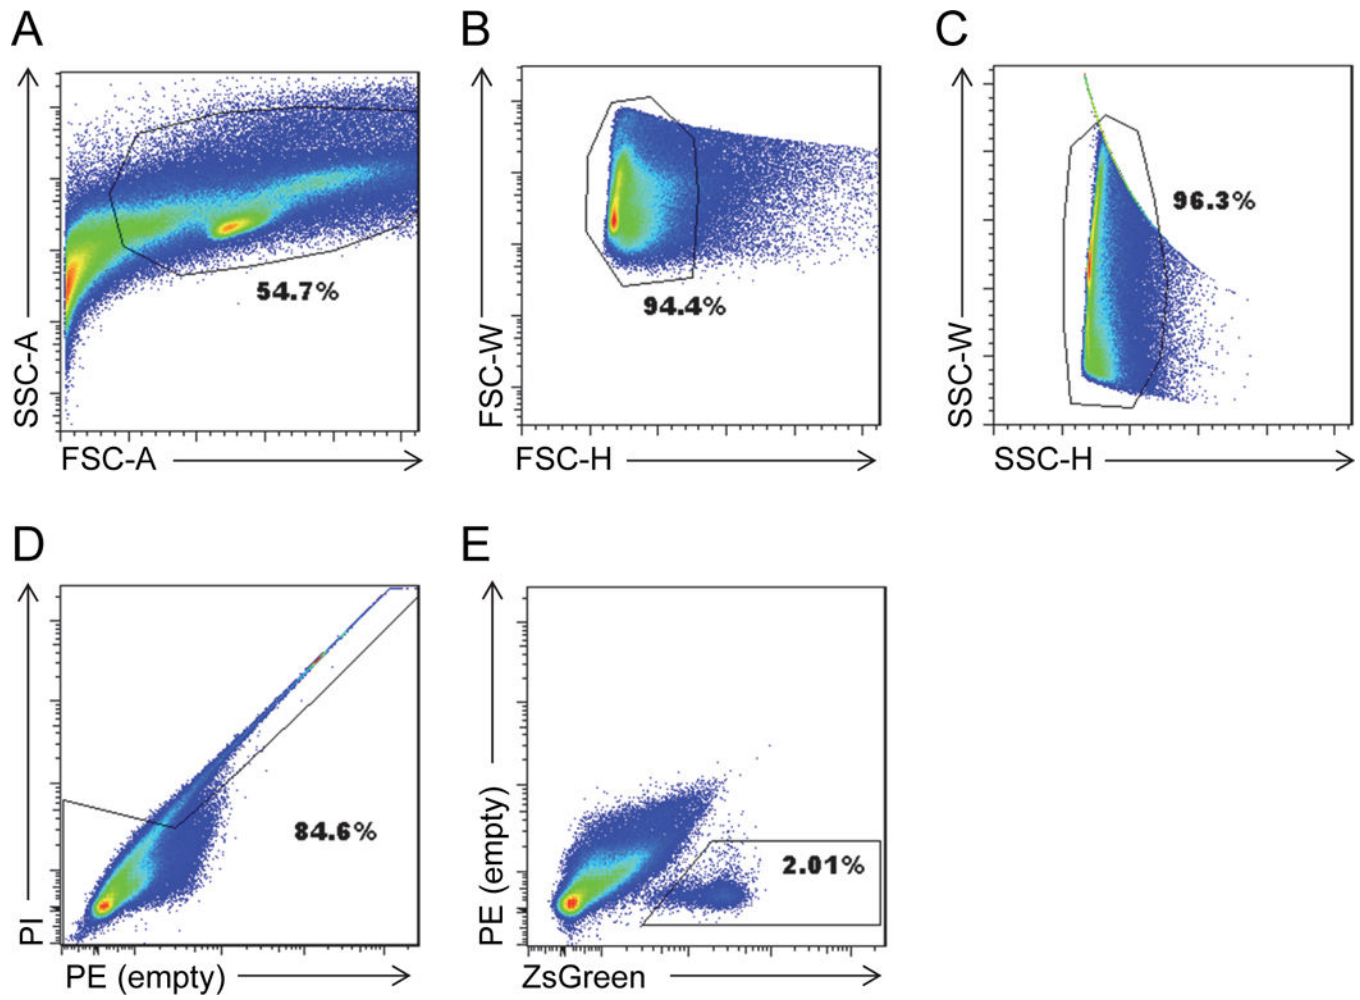 A
SSC-A
54.7%
FSC-A
B
FSC-W
94.4%
FSC-H
C
SSC-W
96.3%
SSC-H
D
PI
84.6%
PE (empty)
E
PE (empty)
2.01%
ZsGreen